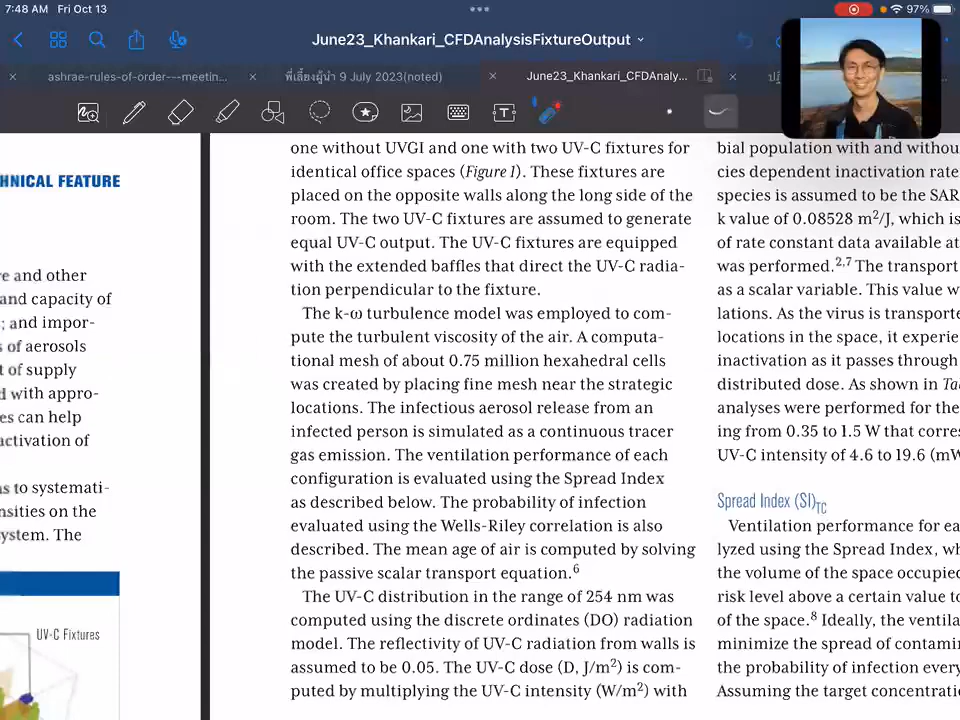 7:48 AM Fri Oct 13
97%
June23_Khankari_CFDAnalysisFixtureOutput
ashrae-rules-of-order---meetin...
พี่เลี้ยงผู้นำ 9 July 2023(noted)
June23_Khankari_CFDAnaly...
HNICAL FEATURE
re and other
and capacity of
; and impor-
s of aerosols
t of supply
d with appro-
es can help
activation of
as to systemati-
nsities on the
ystem. The
UV-C Fixtures
one without UVGI and one with two UV-C fixtures for
identical office spaces (Figure 1). These fixtures are
placed on the opposite walls along the long side of the
room. The two UV-C fixtures are assumed to generate
equal UV-C output. The UV-C fixtures are equipped
with the extended baffles that direct the UV-C radia-
tion perpendicular to the fixture.
The k-ω turbulence model was employed to com-
pute the turbulent viscosity of the air. A computa-
tional mesh of about 0.75 million hexahedral cells
was created by placing fine mesh near the strategic
locations. The infectious aerosol release from an
infected person is simulated as a continuous tracer
gas emission. The ventilation performance of each
configuration is evaluated using the Spread Index
as described below. The probability of infection
evaluated using the Wells-Riley correlation is also
described. The mean age of air is computed by solving
the passive scalar transport equation.6
The UV-C distribution in the range of 254 nm was
computed using the discrete ordinates (DO) radiation
model. The reflectivity of UV-C radiation from walls is
assumed to be 0.05. The UV-C dose (D, J/m2) is com-
puted by multiplying the UV-C intensity (W/m2) with
bial population with and withou
cies dependent inactivation rate
species is assumed to be the SAR
k value of 0.08528 m2/J, which is
of rate constant data available at
was performed.2,7 The transport
as a scalar variable. This value w
lations. As the virus is transporte
locations in the space, it experie
inactivation as it passes through
distributed dose. As shown in Ta
analyses were performed for the
ing from 0.35 to 1.5 W that corres
UV-C intensity of 4.6 to 19.6 (mW
Spread Index (SI)TC
Ventilation performance for ea
lyzed using the Spread Index, wh
the volume of the space occupied
risk level above a certain value to
of the space.8 Ideally, the ventila
minimize the spread of contamin
the probability of infection every
Assuming the target concentratio